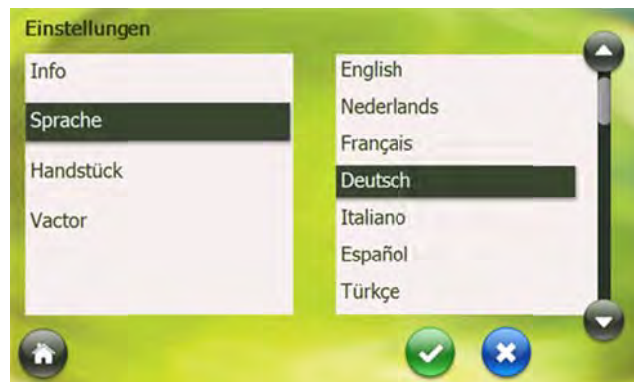 Einstellungen
Info
Sprache
Handstück
Vactor
English
Nederlands
Français
Deutsch
Italiano
Español
Türkçe